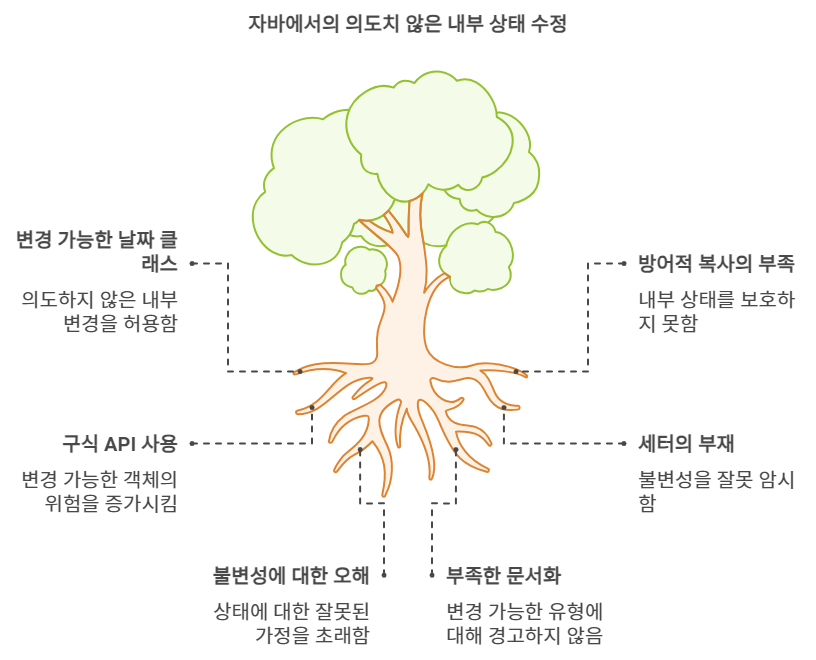 자바에서의 의도치 않은 내부 상태 수정
변경 가능한 날짜 클
래스
의도하지 않은 내부
변경을 허용함
방어적 복사의 부족
내부 상태를 보호하
지 못함
구식 API 사용
변경 가능한 객체의
위험을 증가시킴
세터의 부재
불변성을 잘못 암시
함
불변성에 대한 오해
상태에 대한 잘못된
가정을 초래함
부족한 문서화
변경 가능한 유형에
대해 경고하지 않음